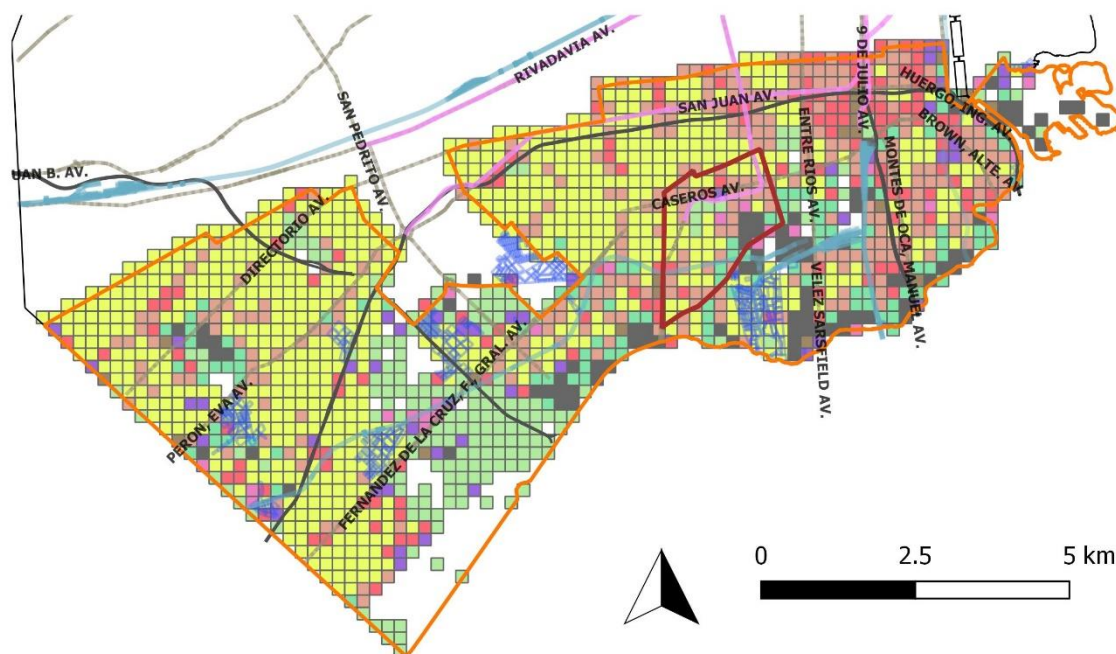 RIVADAVIA AV.
9 DE JULIO AV.
SAN PEDRITO AV.
SAN JUAN AV.
HUERGO, ING. AV.
BROWN, ALTE. AV.
ENTRE RIOS AV.
UAN B. AV.
CASEROS AV.
MONTES DE OCA, MANUEL AV.
DIRECTORIO AV.
VELEZ SARSFIELD AV.
PERON, EVA AV.
FERNANDEZ DE LA CRUZ, F., GRAL. AV.
0 2.5 5 km